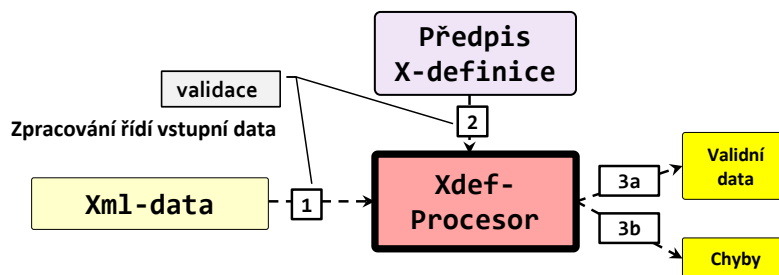 Předpis
X-definice
validace
2
Zpracování řídí vstupní data
Xml-data
1
Xdef-
Procesor
3a
3b
Validní
data
Chyby